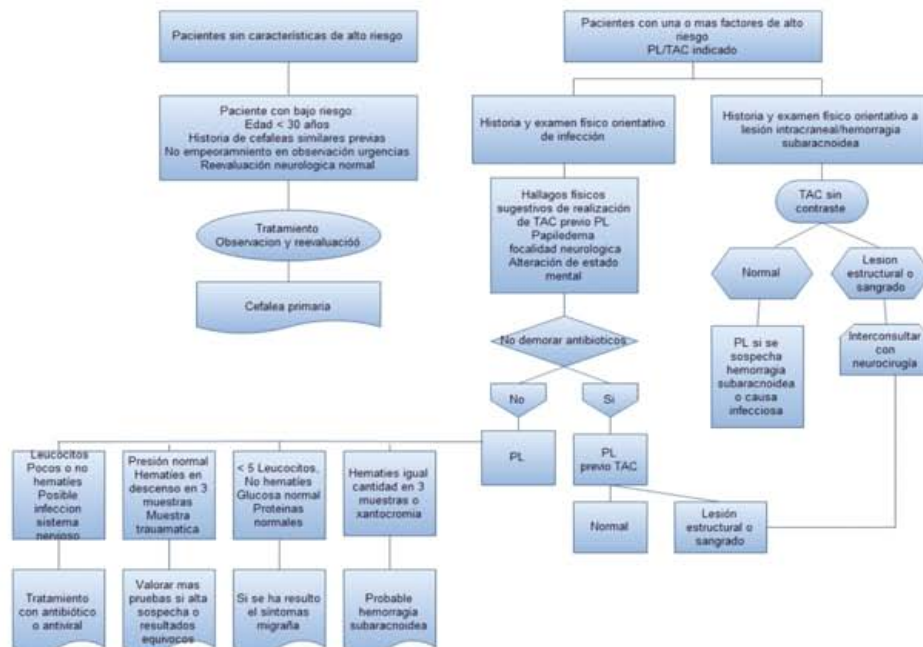 Pacientes sin características de alto riesgo
Paciente con bajo riesgo:
Edad < 30 años
Historia de cefaleas similares previas
No empeoramniento en observación urgencias
Reevaluación neurologica normal
Tratamiento
Observacion y reevaluacióó
Cefalea primaria
Pacientes con una o mas factores de alto
riesgo
PL/TAC indicado
Historia y examen físico orientativo
de infección
Historia y examen físico orientativo a
lesión intracraneal/hemorragia
subaracnoidea
Hallagos físicos
sugestivos de realización
de TAC previo PL
Papiledema
focalidad neurologica
Alteración de estado
mental
TAC sin
contraste
Normal
Lesion
estructural o
sangrado
No demorar antibioticos
PL si se
sospecha
hemorragia
subaracnoidea
o causa
infecciosa
Interconsultar
con
neurocirugía
No
Si
PL
PL
previo TAC
Normal
Lesión
estructural o
sangrado
Leucocitos
Pocos o no
hematíes
Posible
infeccion
sistema
nervioso
Presión normal
Hematíes en
descenso en 3
muestras
Muestra
trauamatica
< 5 Leucocitos,
No hematíes
Glucosa normal
Proteinas
normales
Hematies igual
cantidad en 3
muestras o
xantocromia
Tratamiento
con antibiótico
o antiviral
Valorar mas
pruebas si alta
sospecha o
resultados
equivocos
Si se ha resulto
el síntomas
migraña
Probable
hemorragia
subaracnoidea